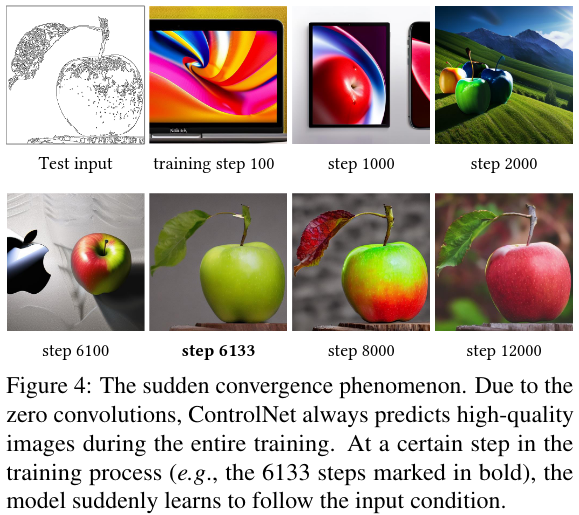 Test input
training step 100
step 1000
step 2000
step 6100
step 6133
step 8000
step 12000
Figure 4: The sudden convergence phenomenon. Due to the
zero convolutions, ControlNet always predicts high-quality
images during the entire training. At a certain step in the
training process (e.g., the 6133 steps marked in bold), the
model suddenly learns to follow the input condition.